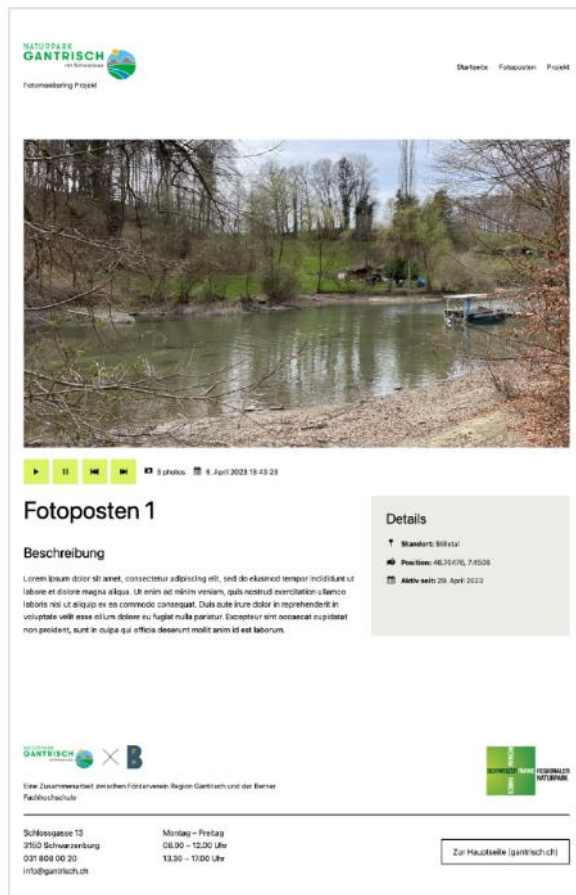 NATURPARK
GANTRISCH
Fotomonitoring Projekt
Startseite Fotoposten Projekt
3 photos 6. April 2023 13:43:23
Fotoposten 1
Beschreibung
Lorem ipsum dolor sit amet, consectetur adipiscing elit, sed do eiusmod tempor incididunt ut
labore et dolore magna aliqua. Ut enim ad minim veniam, quis nostrud exercitation ullamco
laboris nisi ut aliquip ex ea commodo consequat. Duis aute irure dolor in reprehenderit in
voluptate velit esse cillum dolore eu fugiat nulla pariatur. Excepteur sint occaecat cupidatat
non proident, sunt in culpa qui officia deserunt mollit anim id est laborum.
Details
Standort:
Position: 46.70476, 7.4508
Aktiv seit: 20. April 2023
NATURPARK
GANTRISCH
B
Eine Zusammenarbeit zwischen Förderverein Region Gantrisch und der Berner
Fachhochschule
SCHWEIZER PÄRKE
REGIONALER
NATURPARK
Schlossgasse 13
3150 Schwarzenburg
031 808 00 20
info@gantrisch.ch
Montag – Freitag
08.00 – 12.00 Uhr
13.30 – 17.00 Uhr
Zur Hauptseite (gantrisch.ch)